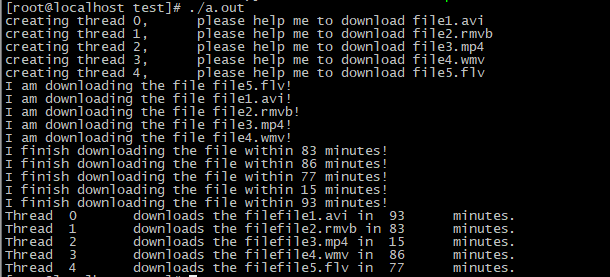 [root@localhost test]# ./a.out
creating thread 0,      please help me to download file1.avi
creating thread 1,      please help me to download file2.rmvb
creating thread 2,      please help me to download file3.mp4
creating thread 3,      please help me to download file4.wmv
creating thread 4,      please help me to download file5.flv
I am downloading the file file5.flv!
I am downloading the file file1.avi!
I am downloading the file file2.rmvb!
I am downloading the file file3.mp4!
I am downloading the file file4.wmv!
I finish downloading the file within 83 minutes!
I finish downloading the file within 86 minutes!
I finish downloading the file within 77 minutes!
I finish downloading the file within 15 minutes!
I finish downloading the file within 93 minutes!
Thread  0       downloads the filefile1.avi in  93      minutes.
Thread  1       downloads the filefile2.rmvb in 83      minutes.
Thread  2       downloads the filefile3.mp4 in  15      minutes.
Thread  3       downloads the filefile4.wmv in  86      minutes.
Thread  4       downloads the filefile5.flv in  77      minutes.